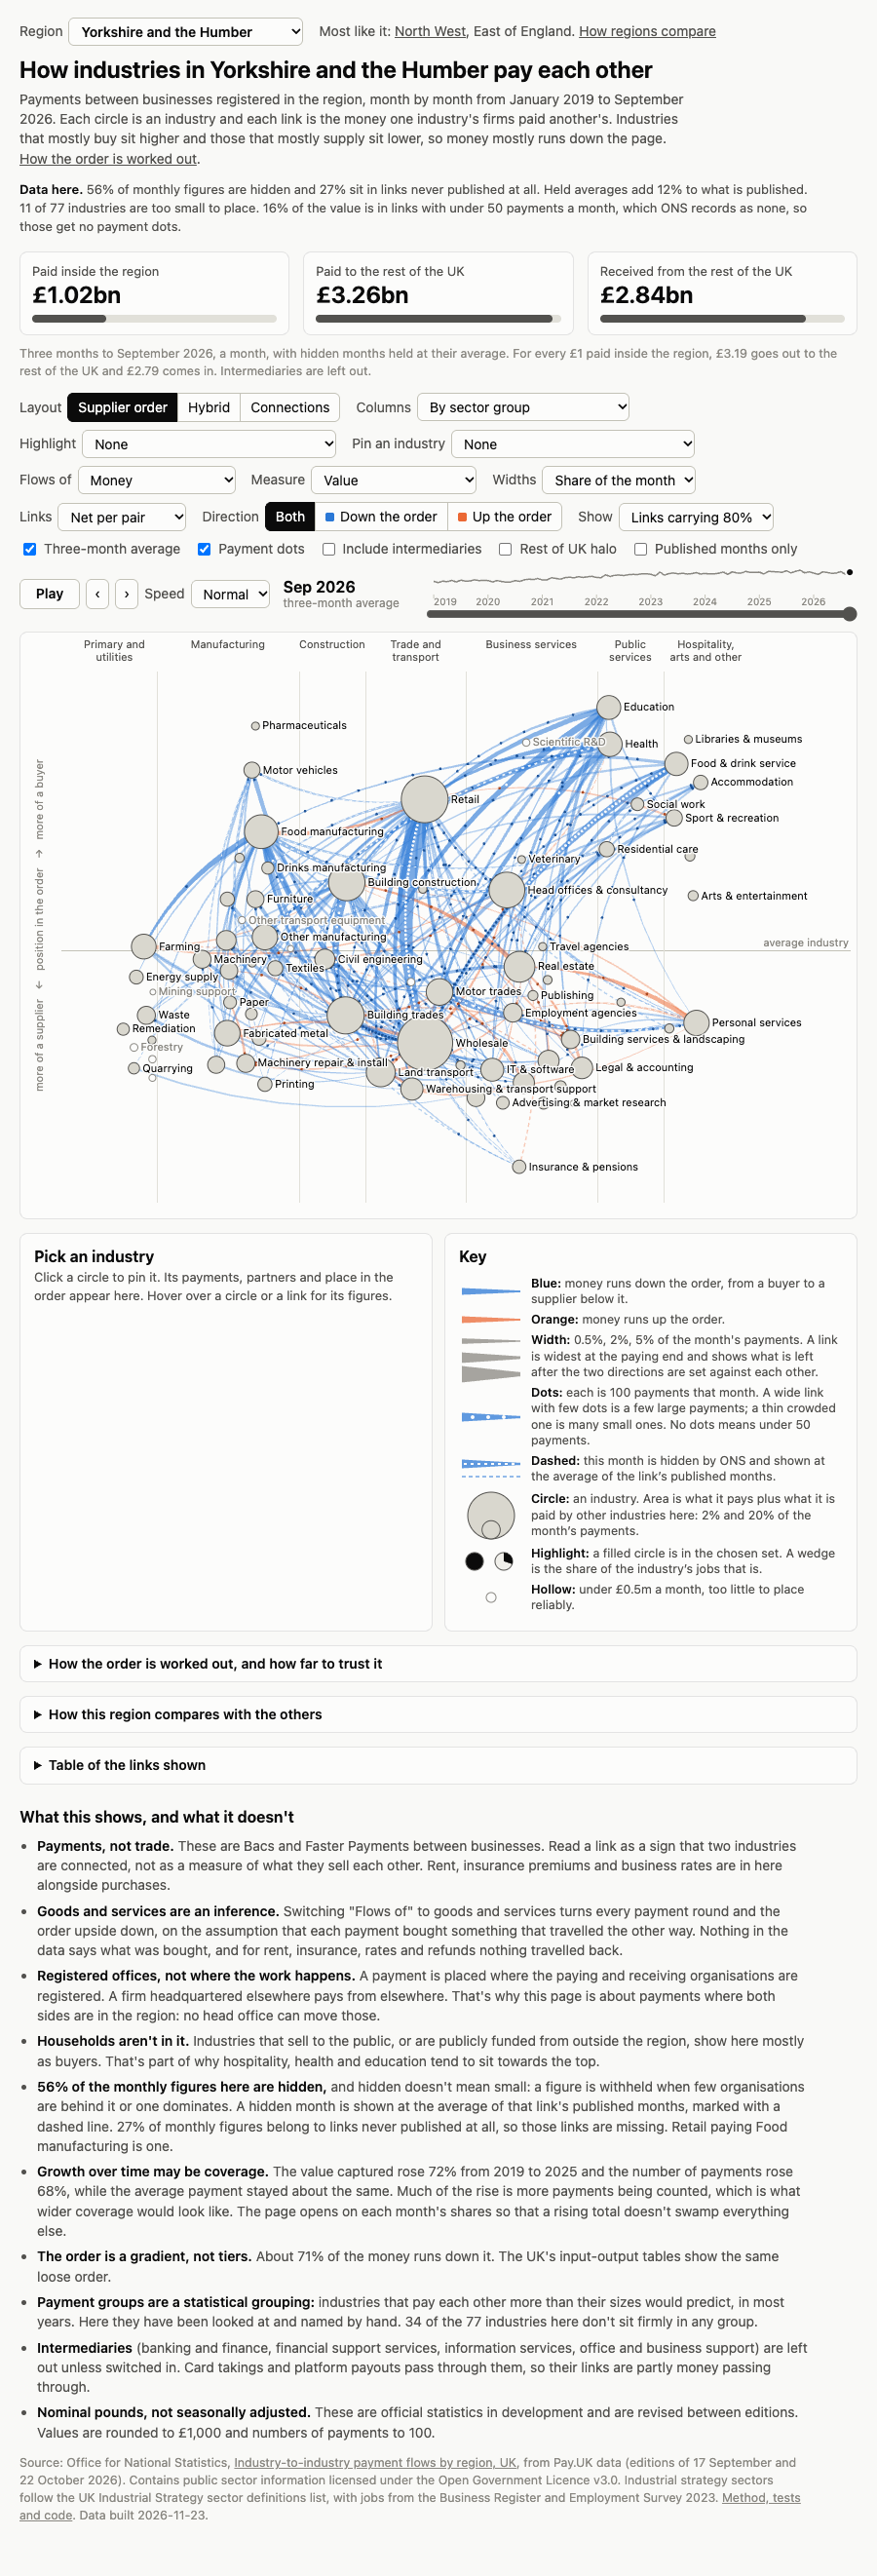 Region Yorkshire and the Humber Most like it: North West, East of England. How regions compare
How industries in Yorkshire and the Humber pay each other
Payments between businesses registered in the region, month by month from January 2019 to September
2026. Each circle is an industry and each link is the money one industry's firms paid another's. Industries
that mostly buy sit higher and those that mostly supply sit lower, so money mostly runs down the page.
How the order is worked out.
Data here. 56% of monthly figures are hidden and 27% sit in links never published at all. Held averages add 12% to what is published.
11 of 77 industries are too small to place. 16% of the value is in links with under 50 payments a month, which ONS records as none, so
those get no payment dots.
Paid inside the region
£1.02bn
Paid to the rest of the UK
£3.26bn
Received from the rest of the UK
£2.84bn
Three months to September 2026, a month, with hidden months held at their average. For every £1 paid inside the region, £3.19 goes out to the
rest of the UK and £2.79 comes in. Intermediaries are left out.
Layout Supplier order Hybrid Connections Columns By sector group
Highlight None Pin an industry None
Flows of Money Measure Value Widths Share of the month
Links Net per pair Direction Both Down the order Up the order Show Links carrying 80%
Three-month average Payment dots Include intermediaries Rest of UK halo Published months only
Play ‹ › Speed Normal Sep 2026
three-month average
2019 2020 2021 2022 2023 2024 2025 2026
Primary and
utilities
Manufacturing
Construction
Trade and
transport
Business services
Public
services
Hospitality,
arts and other
more of a supplier ← position in the order → more of a buyer
Education
Pharmaceuticals
Scientific R&D
Health
Libraries & museums
Motor vehicles
Food & drink service
Accommodation
Retail
Social work
Sport & recreation
Food manufacturing
Residential care
Veterinary
Drinks manufacturing
Building construction
Head offices & consultancy
Arts & entertainment
Furniture
Other transport equipment
Other manufacturing
average industry
Farming
Travel agencies
Machinery
Civil engineering
Textiles
Real estate
Energy supply
Mining support
Motor trades
Publishing
Paper
Waste
Building trades
Employment agencies
Personal services
Remediation
Fabricated metal
Building services & landscaping
Forestry
Wholesale
Machinery repair & install
Quarrying
Land transport
IT & software
Legal & accounting
Printing
Warehousing & transport support
Advertising & market research
Insurance & pensions
Pick an industry
Click a circle to pin it. Its payments, partners and place in the
order appear here. Hover over a circle or a link for its figures.
Key
Blue: money runs down the order, from a buyer to a
supplier below it.
Orange: money runs up the order.
Width: 0.5%, 2%, 5% of the month's payments. A link
is widest at the paying end and shows what is left
after the two directions are set against each other.
Dots: each is 100 payments that month. A wide link
with few dots is a few large payments; a thin crowded
one is many small ones. No dots means under 50
payments.
Dashed: this month is hidden by ONS and shown at
the average of the link's published months.
Circle: an industry. Area is what it pays plus what it is
paid by other industries here: 2% and 20% of the
month's payments.
Highlight: a filled circle is in the chosen set. A wedge
is the share of the industry's jobs that is.
Hollow: under £0.5m a month, too little to place
reliably.
How the order is worked out, and how far to trust it
How this region compares with the others
Table of the links shown
What this shows, and what it doesn't
Payments, not trade. These are Bacs and Faster Payments between businesses. Read a link as a sign that two industries
are connected, not as a measure of what they sell each other. Rent, insurance premiums and business rates are in here
alongside purchases.
Goods and services are an inference. Switching "Flows of" to goods and services turns every payment round and the
order upside down, on the assumption that each payment bought something that travelled the other way. Nothing in the
data says what was bought, and for rent, insurance, rates and refunds nothing travelled back.
Registered offices, not where the work happens. A payment is placed where the paying and receiving organisations are
registered. A firm headquartered elsewhere pays from elsewhere. That's why this page is about payments where both
sides are in the region: no head office can move those.
Households aren't in it. Industries that sell to the public, or are publicly funded from outside the region, show here mostly
as buyers. That's part of why hospitality, health and education tend to sit towards the top.
56% of the monthly figures here are hidden, and hidden doesn't mean small: a figure is withheld when few organisations
are behind it or one dominates. A hidden month is shown at the average of that link's published months, marked with a
dashed line. 27% of monthly figures belong to links never published at all, so those links are missing. Retail paying Food
manufacturing is one.
Growth over time may be coverage. The value captured rose 72% from 2019 to 2025 and the number of payments rose
68%, while the average payment stayed about the same. Much of the rise is more payments being counted, which is what
wider coverage would look like. The page opens on each month's shares so that a rising total doesn't swamp everything
else.
The order is a gradient, not tiers. About 71% of the money runs down it. The UK's input-output tables show the same
loose order.
Payment groups are a statistical grouping: industries that pay each other more than their sizes would predict, in most
years. Here they have been looked at and named by hand. 34 of the 77 industries here don't sit firmly in any group.
Intermediaries (banking and finance, financial support services, information services, office and business support) are left
out unless switched in. Card takings and platform payouts pass through them, so their links are partly money passing
through.
Nominal pounds, not seasonally adjusted. These are official statistics in development and are revised between editions.
Values are rounded to £1,000 and numbers of payments to 100.
Source: Office for National Statistics, Industry-to-industry payment flows by region, UK, from Pay.UK data (editions of 17 September and
22 October 2026). Contains public sector information licensed under the Open Government Licence v3.0. Industrial strategy sectors
follow the UK Industrial Strategy sector definitions list, with jobs from the Business Register and Employment Survey 2023. Method, tests
and code. Data built 2026-11-23.